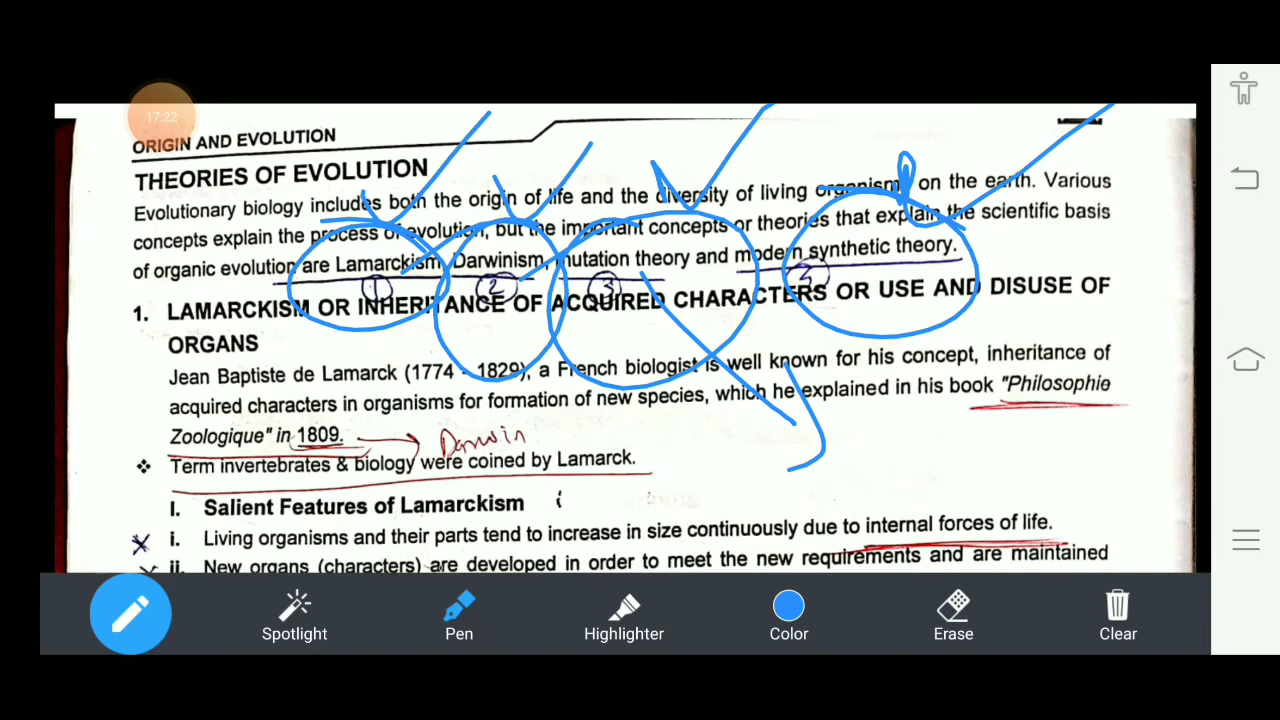 17:22
ORIGIN AND EVOLUTION
THEORIES OF EVOLUTION
Evolutionary biology includes both the origin of life and the diversity of living organism on the earth. Various
concepts explain the process of evolution, but the important concepts or theories that explain the scientific basis
of organic evolution are Lamarckism, Darwinism, mutation theory and modern synthetic theory.
1 2 3
1. LAMARCKISM OR INHERITANCE OF ACQUIRED CHARACTERS OR USE AND DISUSE OF
ORGANS
Jean Baptiste de Lamarck (1774 - 1829), a French biologist is well known for his concept, inheritance of
acquired characters in organisms for formation of new species, which he explained in his book "Philosophie
Zoologique" in 1809. Darwin
❖ Term invertebrates & biology were coined by Lamarck.
I. Salient Features of Lamarckism
i. Living organisms and their parts tend to increase in size continuously due to internal forces of life.
ii. New organs (characters) are developed in order to meet the new requirements and are maintained
Spotlight Pen Highlighter Color Erase Clear